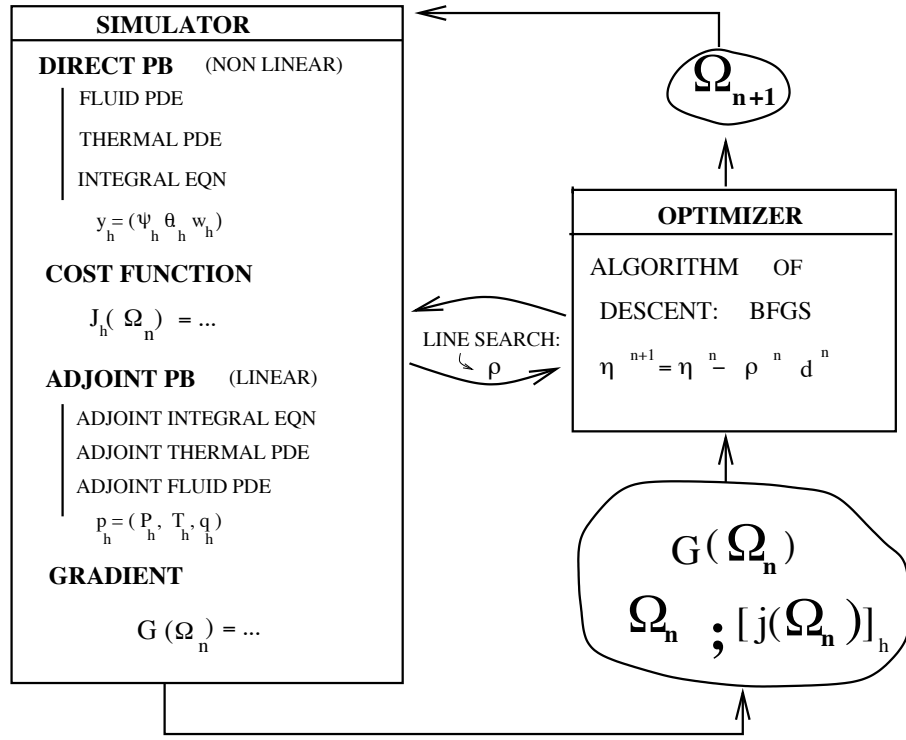 SIMULATOR
DIRECT PB (NON LINEAR)
FLUID PDE
THERMAL PDE
INTEGRAL EQN
y_h = (ψ_h θ_h w_h)
COST FUNCTION
J_h(Ω_n) = ...
ADJOINT PB (LINEAR)
ADJOINT INTEGRAL EQN
ADJOINT THERMAL PDE
ADJOINT FLUID PDE
p_h = (P_h, T_h, q_h)
GRADIENT
G(Ω_n) = ...
LINE SEARCH:
ρ
Ω_{n+1}
OPTIMIZER
ALGORITHM OF
DESCENT: BFGS
η^{n+1} = η^n − ρ^n d^n
G(Ω_n)
Ω_n ; [j(Ω_n)]_h